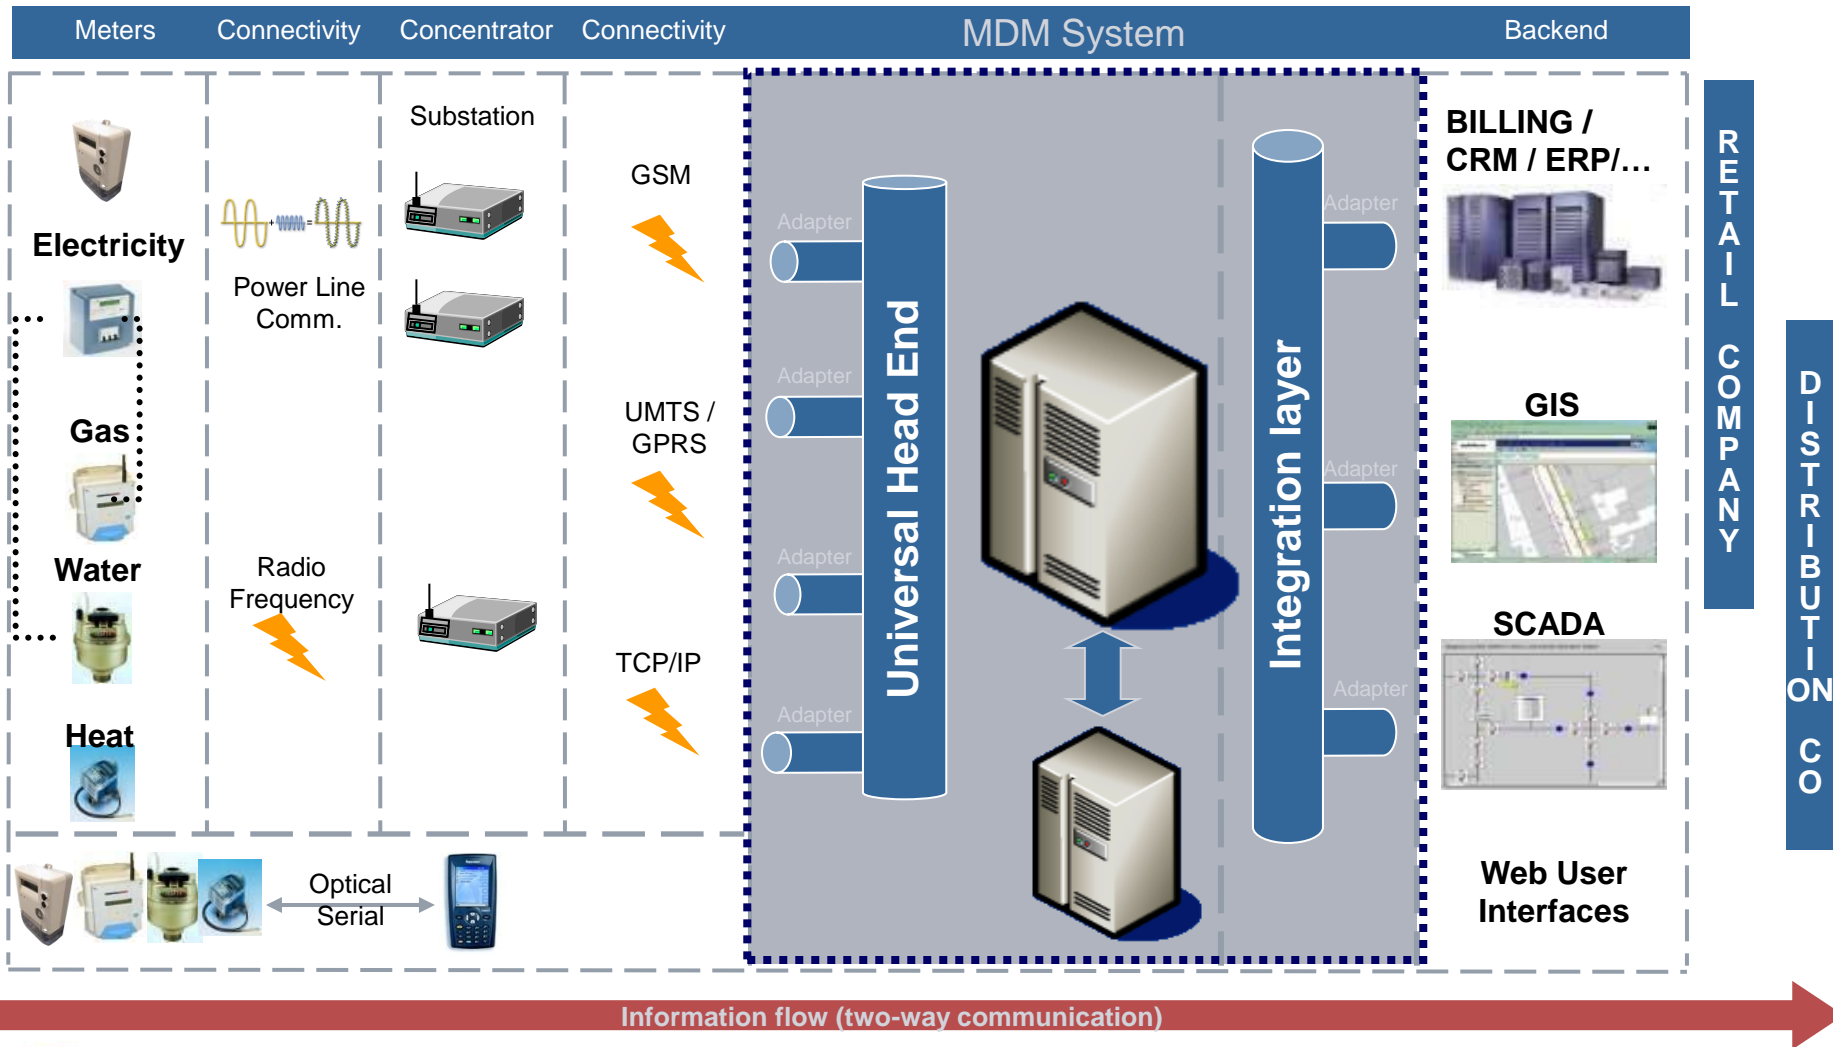 Meters
Connectivity
Concentrator
Connectivity
MDM System
Backend
Electricity
Gas
Water
Heat
Power Line
Comm.
Radio
Frequency
Substation
GSM
UMTS /
GPRS
TCP/IP
Adapter
Adapter
Adapter
Adapter
Universal Head End
Integration layer
Adapter
Adapter
Adapter
BILLING /
CRM / ERP/…
GIS
SCADA
Web User
Interfaces
RETAIL COMPANY
DISTRIBUTION CO
Optical
Serial
Information flow (two-way communication)